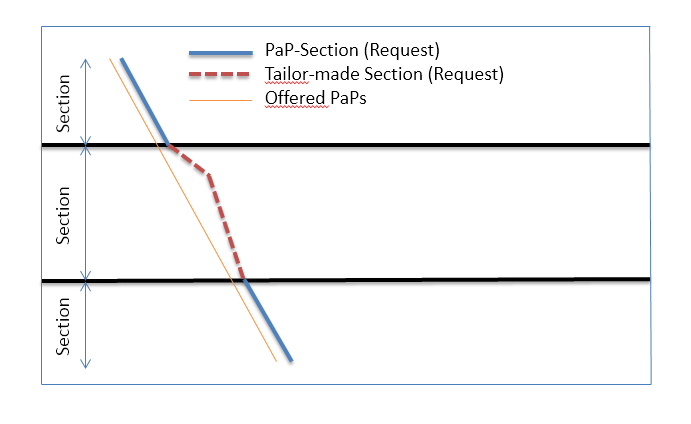 PaP-Section (Request)
Tailor-made Section (Request)
Offered PaPs
Section
Section
Section